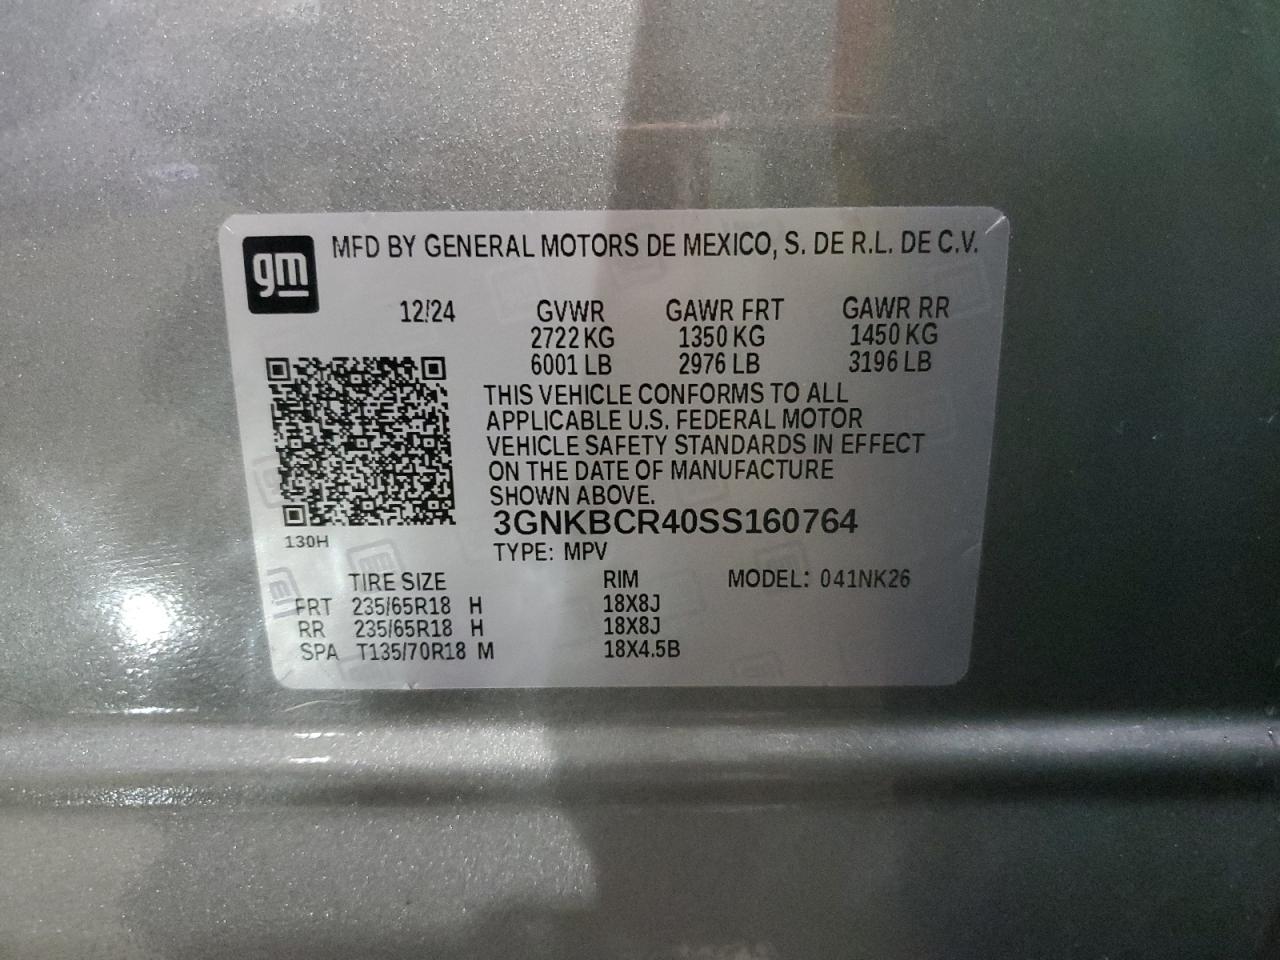 gm
MFD BY GENERAL MOTORS DE MEXICO, S. DE R.L. DE C.V.
12/24 GVWR GAWR FRT GAWR RR
2722 KG 1350 KG 1450 KG
6001 LB 2976 LB 3196 LB
THIS VEHICLE CONFORMS TO ALL
APPLICABLE U.S. FEDERAL MOTOR
VEHICLE SAFETY STANDARDS IN EFFECT
ON THE DATE OF MANUFACTURE
SHOWN ABOVE.
3GNKBCR40SS160764
130H
TYPE: MPV
TIRE SIZE RIM MODEL: 041NK26
FRT 235/65R18 H 18X8J
RR 235/65R18 H 18X8J
SPA T135/70R18 M 18X4.5B